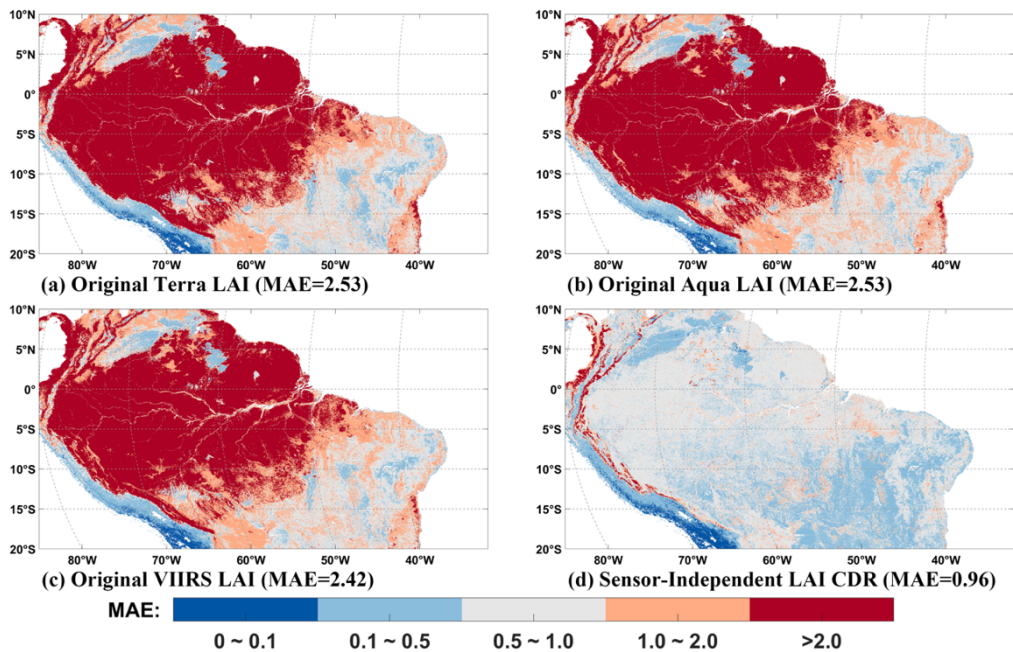 10°N
5°N
0°
5°S
10°S
15°S
20°S
80°W 70°W 60°W 50°W 40°W
(a) Original Terra LAI (MAE=2.53)
10°N
5°N
0°
5°S
10°S
15°S
20°S
80°W 70°W 60°W 50°W 40°W
(b) Original Aqua LAI (MAE=2.53)
10°N
5°N
0°
5°S
10°S
15°S
20°S
80°W 70°W 60°W 50°W 40°W
(c) Original VIIRS LAI (MAE=2.42)
10°N
5°N
0°
5°S
10°S
15°S
20°S
80°W 70°W 60°W 50°W 40°W
(d) Sensor-Independent LAI CDR (MAE=0.96)
MAE:
0 ~ 0.1 0.1 ~ 0.5 0.5 ~ 1.0 1.0 ~ 2.0 >2.0